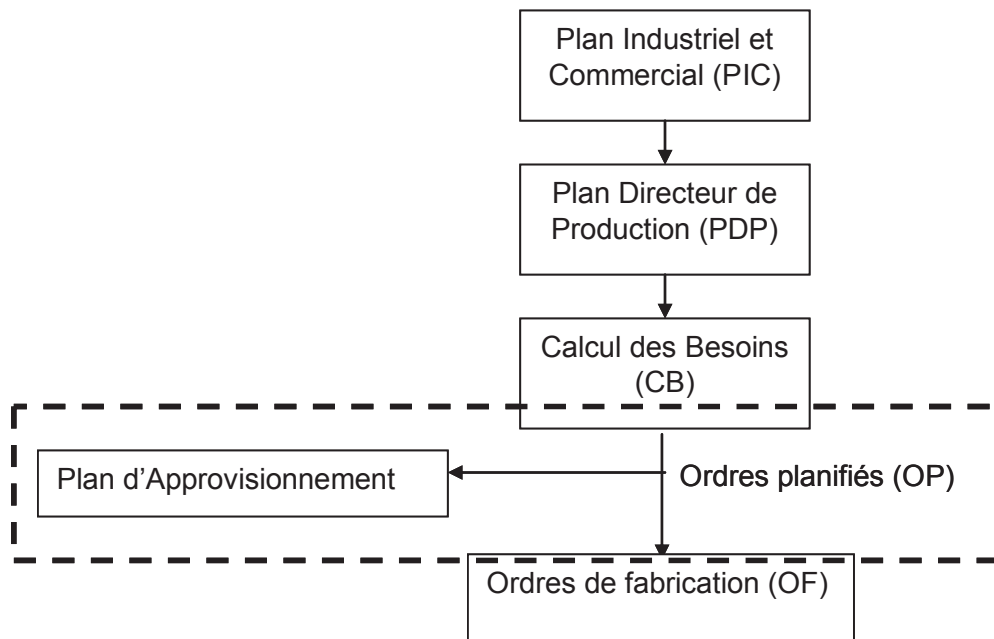 Plan Industriel et
Commercial (PIC)
Plan Directeur de
Production (PDP)
Calcul des Besoins
(CB)
Plan d’Approvisionnement
Ordres planifiés (OP)
Ordres de fabrication (OF)